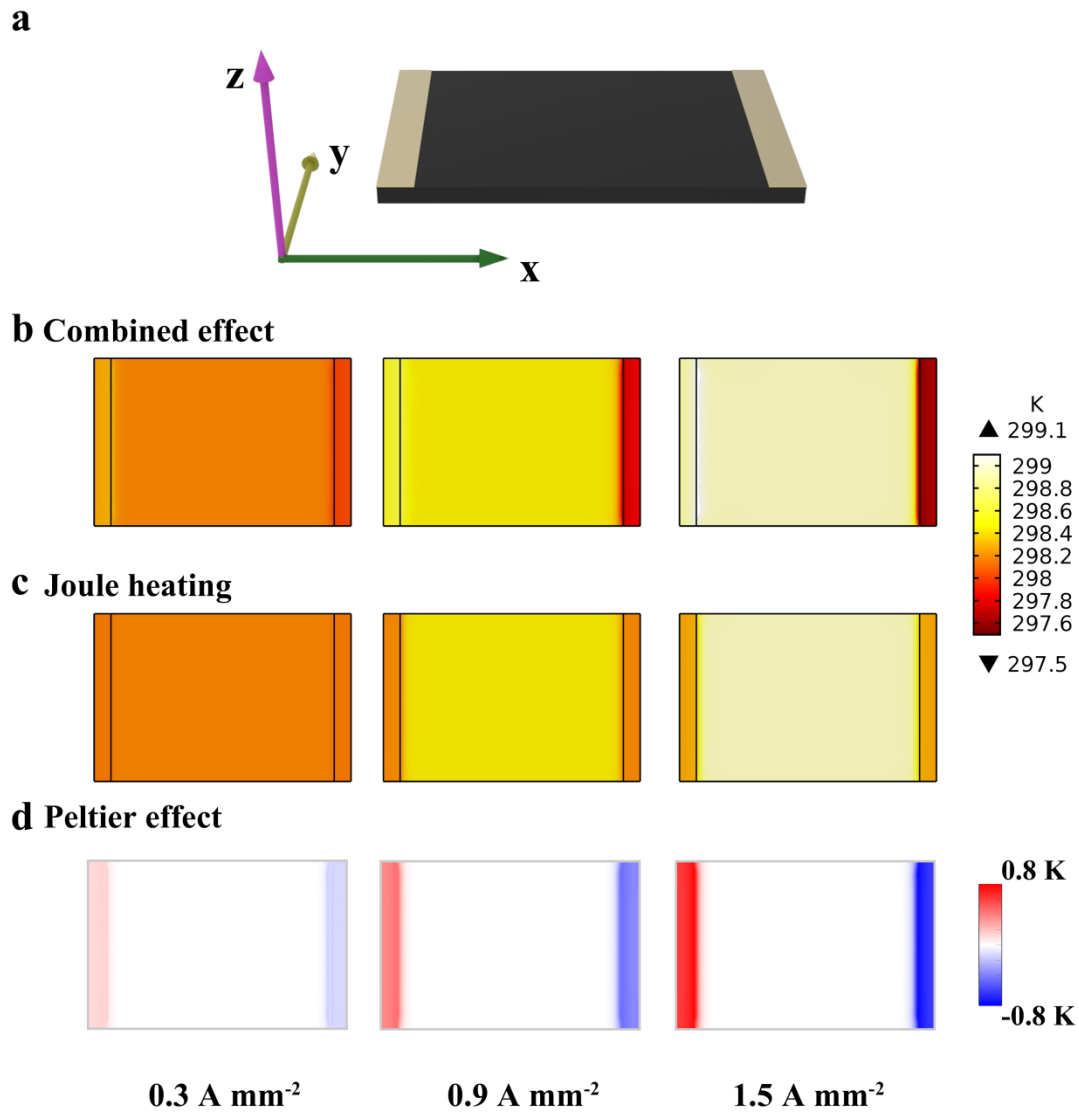 a
z
y
x
b Combined effect
K
▲ 299.1
299
298.8
298.6
298.4
298.2
298
297.8
297.6
▼ 297.5
c Joule heating
d Peltier effect
0.8 K
-0.8 K
0.3 A mm⁻² 0.9 A mm⁻² 1.5 A mm⁻²